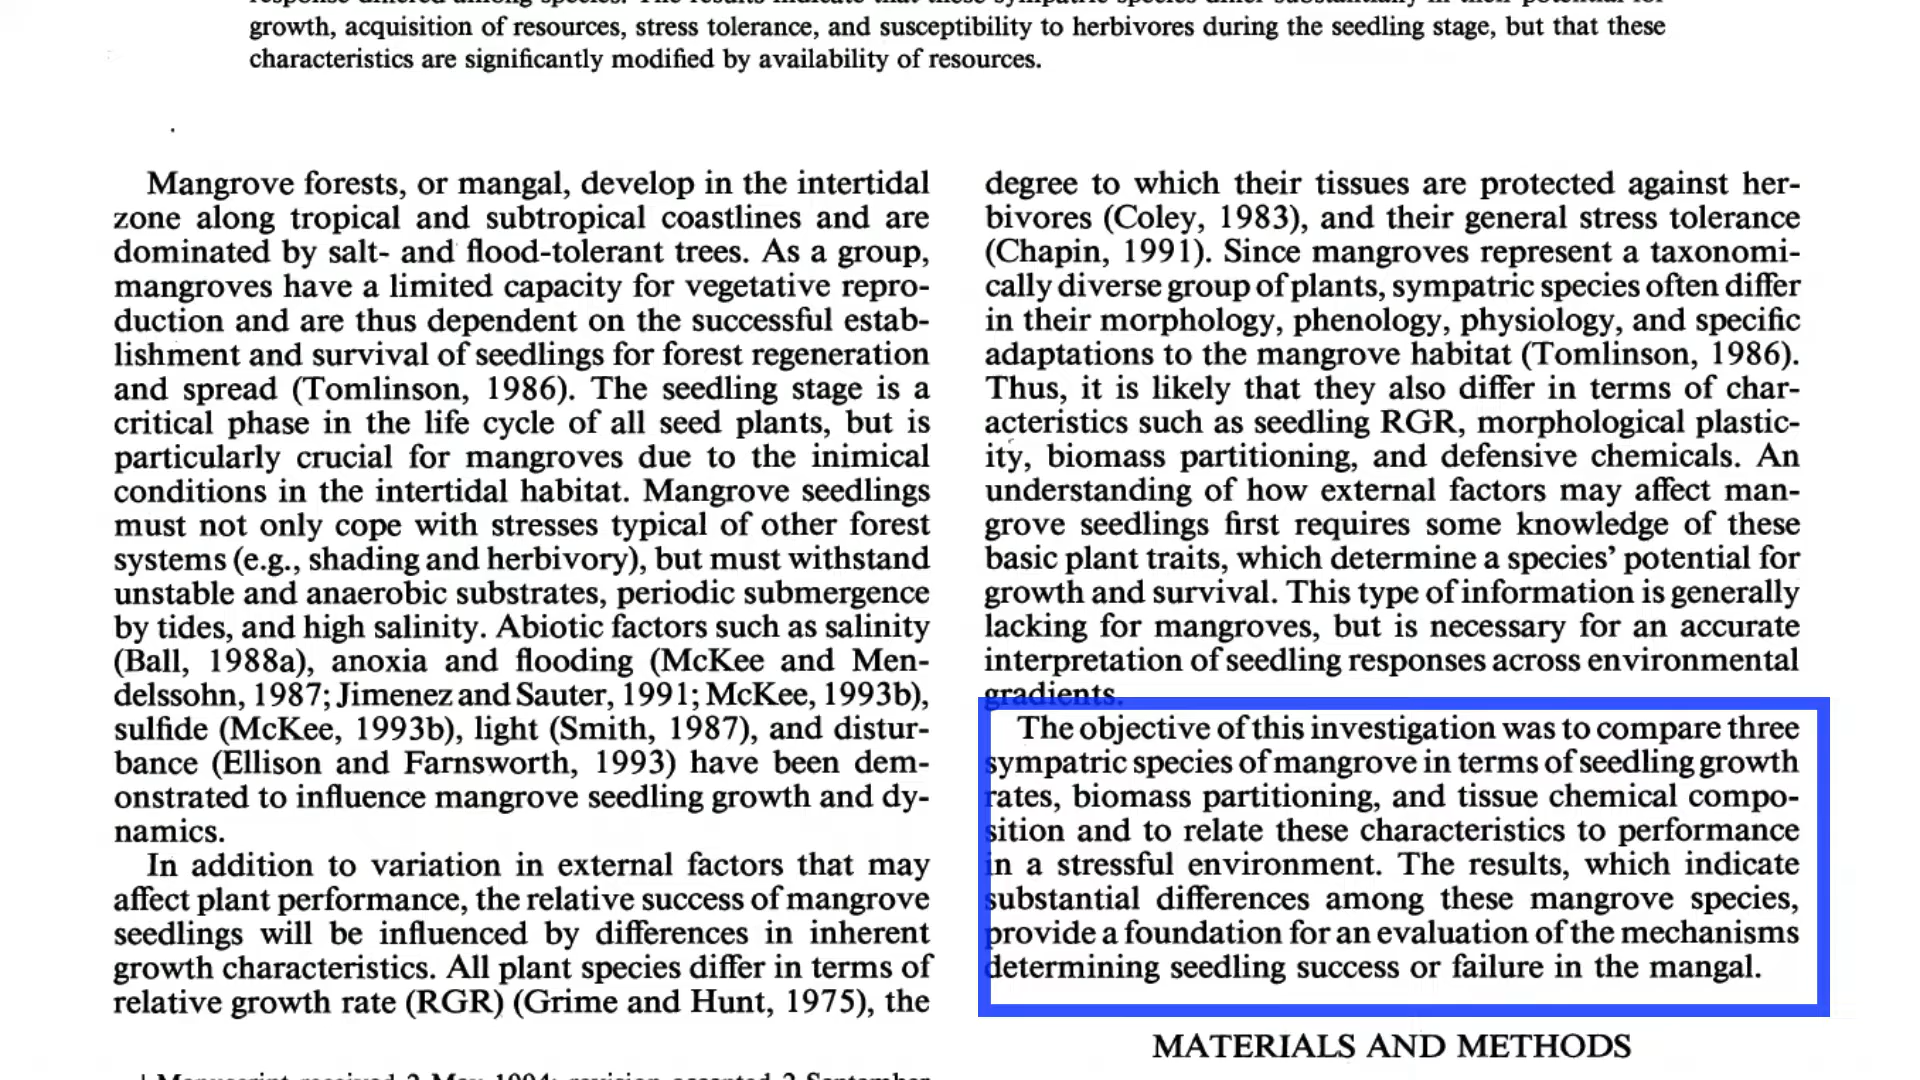 growth, acquisition of resources, stress tolerance, and susceptibility to herbivores during the seedling stage, but that these
characteristics are significantly modified by availability of resources.
Mangrove forests, or mangal, develop in the intertidal
zone along tropical and subtropical coastlines and are
dominated by salt- and flood-tolerant trees. As a group,
mangroves have a limited capacity for vegetative repro-
duction and are thus dependent on the successful estab-
lishment and survival of seedlings for forest regeneration
and spread (Tomlinson, 1986). The seedling stage is a
critical phase in the life cycle of all seed plants, but is
particularly crucial for mangroves due to the inimical
conditions in the intertidal habitat. Mangrove seedlings
must not only cope with stresses typical of other forest
systems (e.g., shading and herbivory), but must withstand
unstable and anaerobic substrates, periodic submergence
by tides, and high salinity. Abiotic factors such as salinity
(Ball, 1988a), anoxia and flooding (McKee and Men-
delssohn, 1987; Jimenez and Sauter, 1991; McKee, 1993b),
sulfide (McKee, 1993b), light (Smith, 1987), and distur-
bance (Ellison and Farnsworth, 1993) have been dem-
onstrated to influence mangrove seedling growth and dy-
namics.
In addition to variation in external factors that may
affect plant performance, the relative success of mangrove
seedlings will be influenced by differences in inherent
growth characteristics. All plant species differ in terms of
relative growth rate (RGR) (Grime and Hunt, 1975), the
degree to which their tissues are protected against her-
bivores (Coley, 1983), and their general stress tolerance
(Chapin, 1991). Since mangroves represent a taxonomi-
cally diverse group of plants, sympatric species often differ
in their morphology, phenology, physiology, and specific
adaptations to the mangrove habitat (Tomlinson, 1986).
Thus, it is likely that they also differ in terms of char-
acteristics such as seedling RGR, morphological plastic-
ity, biomass partitioning, and defensive chemicals. An
understanding of how external factors may affect man-
grove seedlings first requires some knowledge of these
basic plant traits, which determine a species' potential for
growth and survival. This type of information is generally
lacking for mangroves, but is necessary for an accurate
interpretation of seedling responses across environmental
gradients.
The objective of this investigation was to compare three
sympatric species of mangrove in terms of seedling growth
rates, biomass partitioning, and tissue chemical compo-
sition and to relate these characteristics to performance
in a stressful environment. The results, which indicate
substantial differences among these mangrove species,
provide a foundation for an evaluation of the mechanisms
determining seedling success or failure in the mangal.
MATERIALS AND METHODS